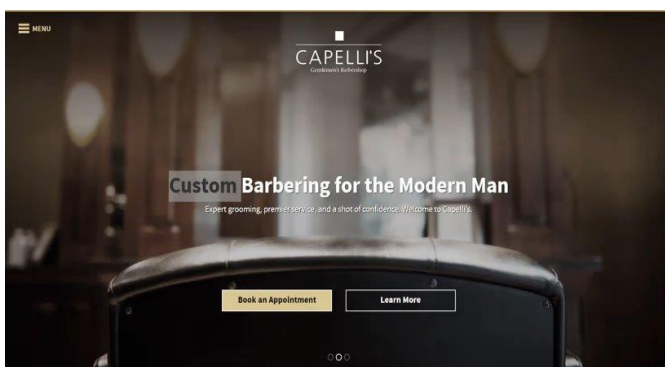 MENU
CAPELLI'S
Gentlemen's Barbershop
Custom Barbering for the Modern Man
Expert grooming, premier service, and a shot of confidence. Welcome to Capelli's.
Book an Appointment
Learn More